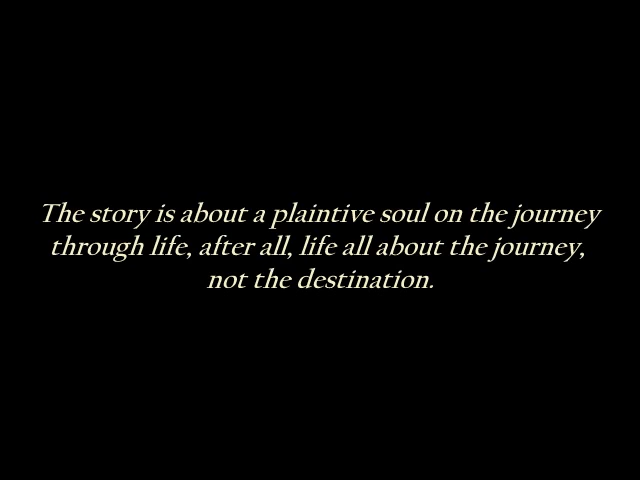 The story is about a plaintive soul on the journey
through life, after all, life all about the journey,
not the destination.